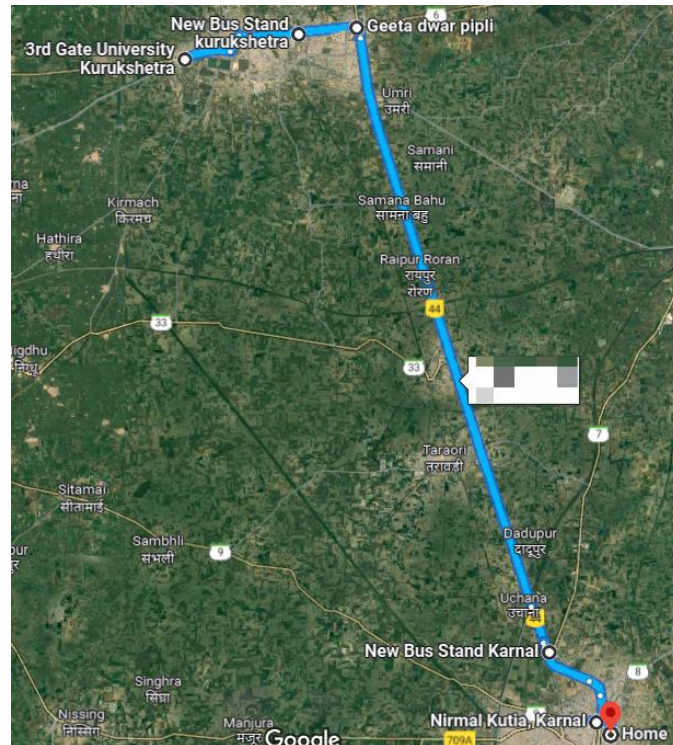 6
New Bus Stand
kurukshetra
Geeta dwar pipli
3rd Gate University
Kurukshetra
Umri
उमरी
Samani
समानी
Samana Bahu
सामना बहु
Kirmach
किरमच
Hathira
हथीरा
Raipur Roran
रायपुर
रोरण
44
33
33
7
Taraori
तरावड़ी
Sitamai
सीतामाई
Sambhli
संभली
9
Dadupur
दादूपुर
Uchana
उचाना
44
New Bus Stand Karnal
8
Singhra
सिंघ्रा
Nirmal Kutia, Karnal
Home
Nissing
निस्सिंग
Manjura
मजूर
Google
709A